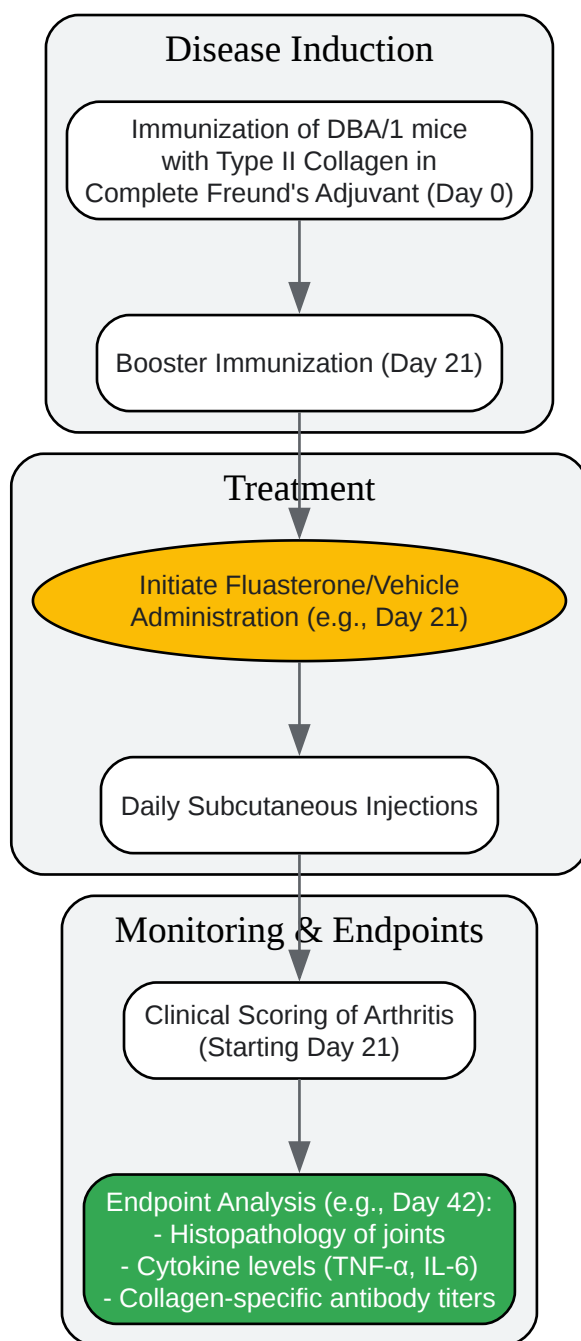 Disease Induction
Immunization of DBA/1 mice
with Type II Collagen in
Complete Freund's Adjuvant (Day 0)
Booster Immunization (Day 21)
Treatment
Initiate Fluasterone/Vehicle
Administration (e.g., Day 21)
Daily Subcutaneous Injections
Monitoring & Endpoints
Clinical Scoring of Arthritis
(Starting Day 21)
Endpoint Analysis (e.g., Day 42):
- Histopathology of joints
- Cytokine levels (TNF-α, IL-6)
- Collagen-specific antibody titers